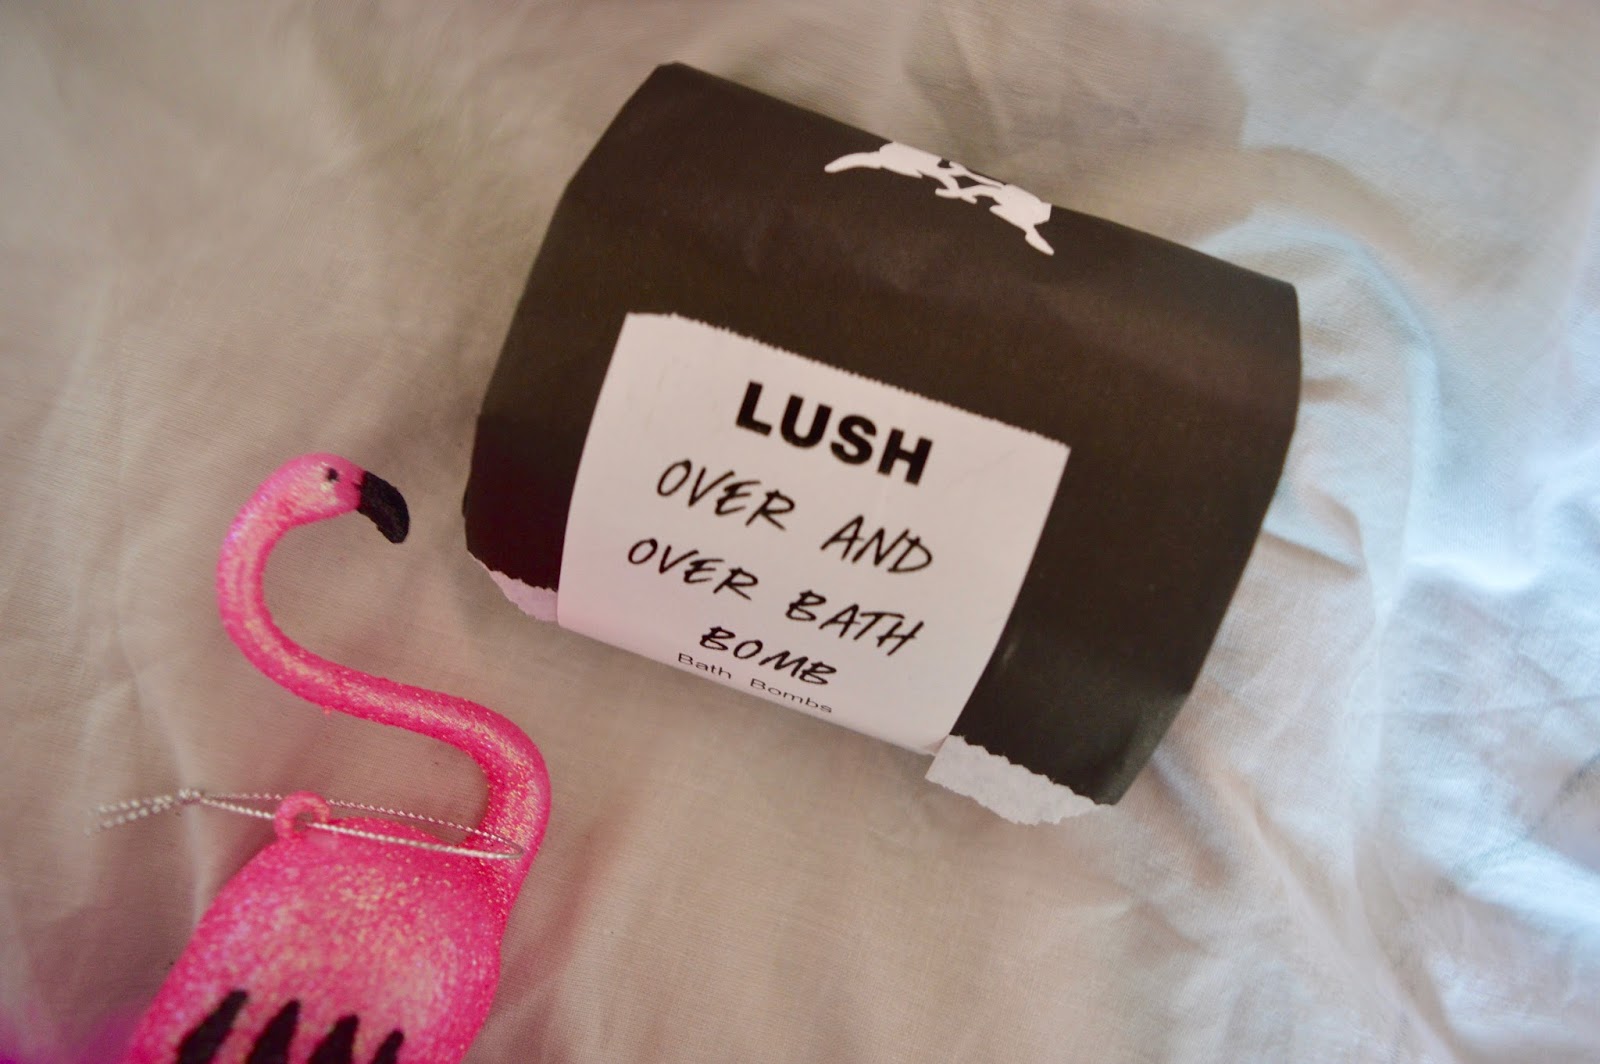 LUSH
OVER AND
OVER BATH
BOMB
Bath Bombs